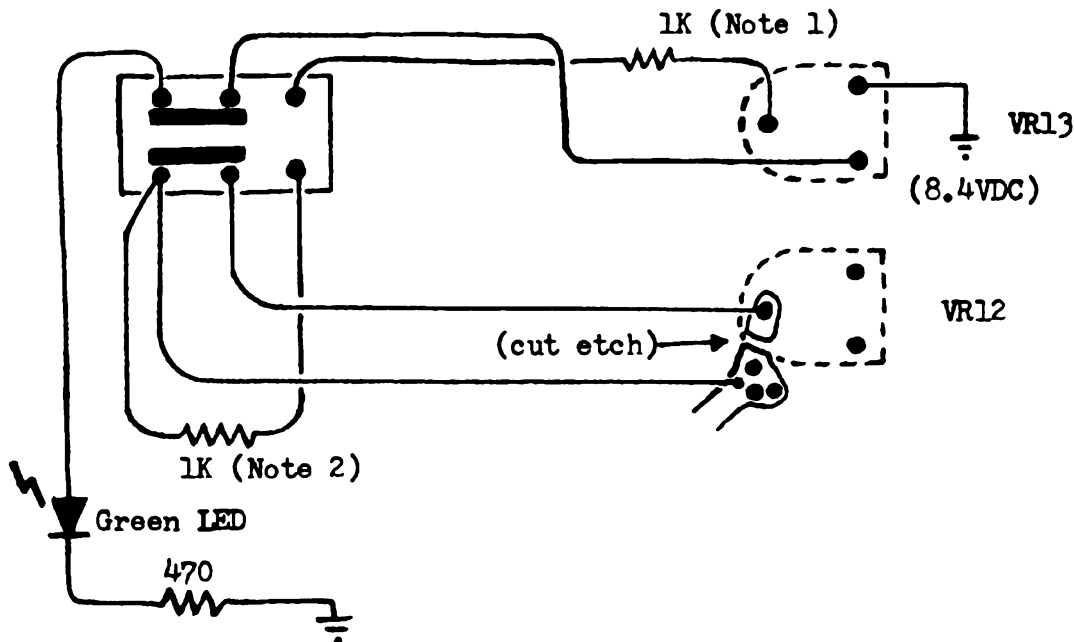 1K (Note 1)
VR13
(8.4VDC)
VR12
(cut etch)
1K (Note 2)
Green LED
470